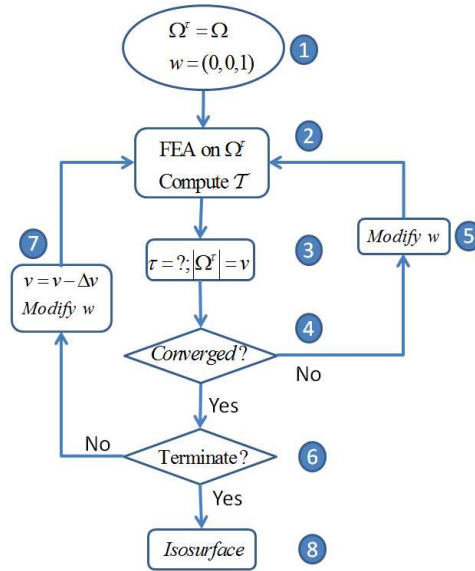 Ω^τ = Ω
w = (0,0,1)
1
2
FEA on Ω^τ
Compute 𝒯
5
Modify w
3
τ = ?; |Ω^τ| = v
7
v = v − Δv
Modify w
4
Converged?
No
Yes
No
6
Terminate?
Yes
8
Isosurface